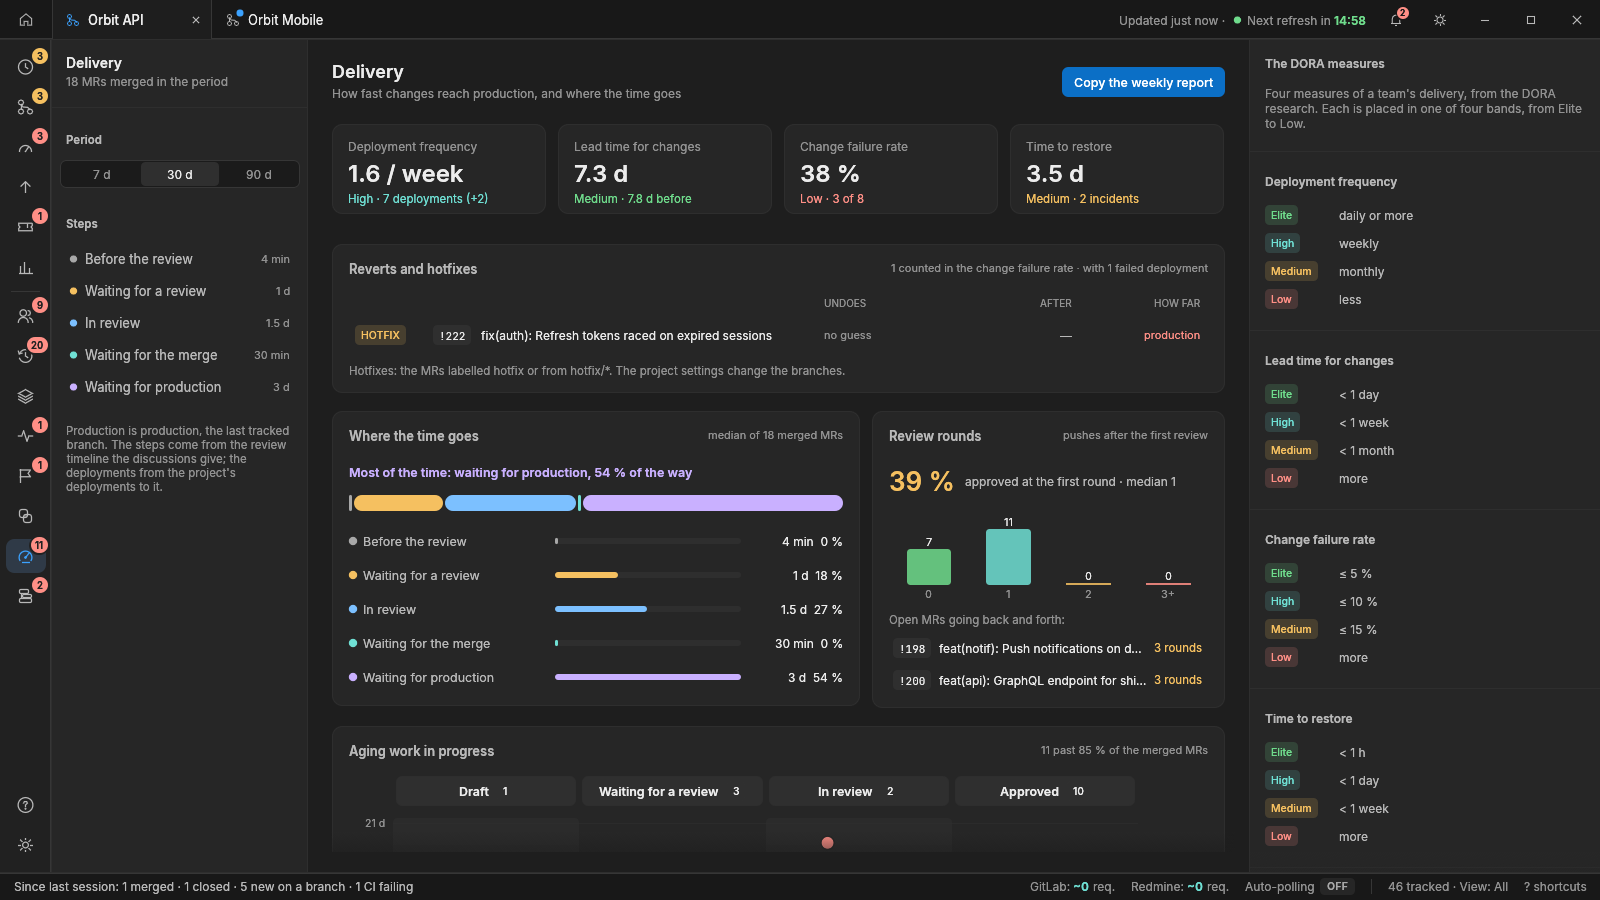 Orbit API
Orbit Mobile
Updated just now · Next refresh in 14:58
2
3
3
3
1
9
20
1
1
11
2
Delivery
18 MRs merged in the period
Period
7 d 30 d 90 d
Steps
Before the review 4 min
Waiting for a review 1 d
In review 1.5 d
Waiting for the merge 30 min
Waiting for production 3 d
Production is production, the last tracked
branch. The steps come from the review
timeline the discussions give; the
deployments from the project's
deployments to it.
Delivery
How fast changes reach production, and where the time goes
Copy the weekly report
Deployment frequency
1.6 / week
High · 7 deployments (+2)
Lead time for changes
7.3 d
Medium · 7.8 d before
Change failure rate
38 %
Low · 3 of 8
Time to restore
3.5 d
Medium · 2 incidents
Reverts and hotfixes
1 counted in the change failure rate · with 1 failed deployment
UNDOES AFTER HOW FAR
HOTFIX !222 fix(auth): Refresh tokens raced on expired sessions no guess — production
Hotfixes: the MRs labelled hotfix or from hotfix/*. The project settings change the branches.
Where the time goes
median of 18 merged MRs
Most of the time: waiting for production, 54 % of the way
Before the review 4 min 0 %
Waiting for a review 1 d 18 %
In review 1.5 d 27 %
Waiting for the merge 30 min 0 %
Waiting for production 3 d 54 %
Review rounds
pushes after the first review
39 % approved at the first round · median 1
7 11 0 0
0 1 2 3+
Open MRs going back and forth:
!198 feat(notif): Push notifications on d... 3 rounds
!200 feat(api): GraphQL endpoint for shi... 3 rounds
Aging work in progress
11 past 85 % of the merged MRs
Draft 1
Waiting for a review 3
In review 2
Approved 10
21 d
The DORA measures
Four measures of a team's delivery, from the DORA
research. Each is placed in one of four bands, from Elite
to Low.
Deployment frequency
Elite daily or more
High weekly
Medium monthly
Low less
Lead time for changes
Elite < 1 day
High < 1 week
Medium < 1 month
Low more
Change failure rate
Elite ≤ 5 %
High ≤ 10 %
Medium ≤ 15 %
Low more
Time to restore
Elite < 1 h
High < 1 day
Medium < 1 week
Low more
Since last session: 1 merged · 1 closed · 5 new on a branch · 1 CI failing
GitLab: ~0 req. Redmine: ~0 req. Auto-polling OFF 46 tracked · View: All ? shortcuts